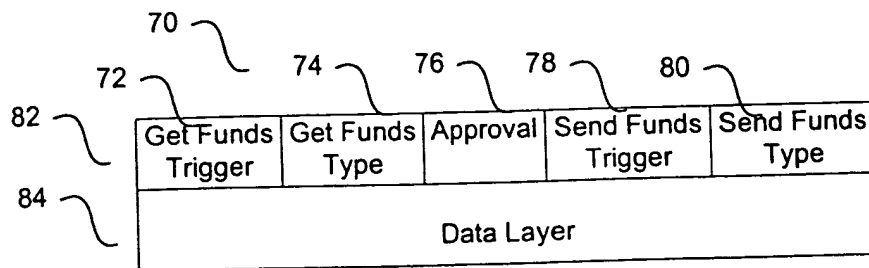 70
72 74 76 78 80
82
Get Funds Trigger
Get Funds Type
Approval
Send Funds Trigger
Send Funds Type
84
Data Layer